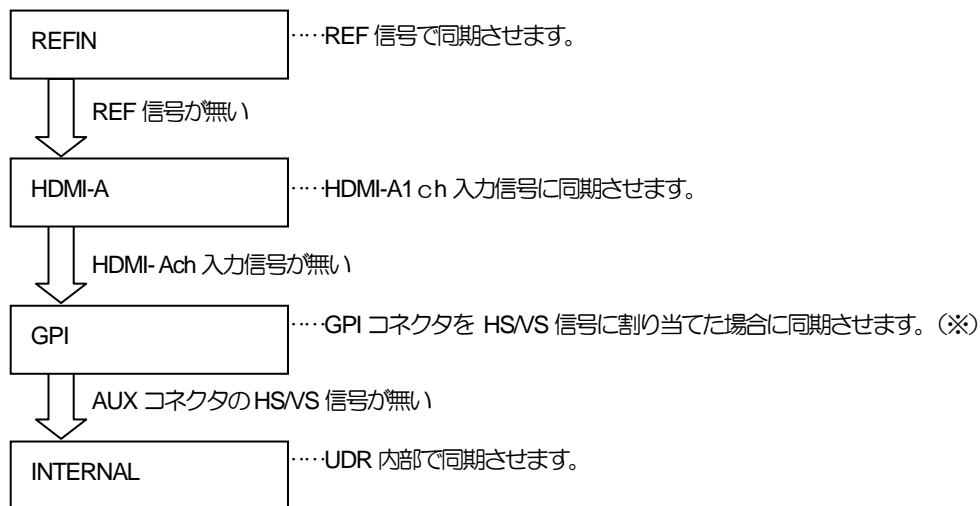 REFIN ……REF 信号で同期させます。
REF 信号が無い
HDMI-A ……HDMI-A1ch 入力信号に同期させます。
HDMI-Ach 入力信号が無い
GPI ……GPI コネクタを HS/VS 信号に割り当てた場合に同期させます。（※）
AUX コネクタの HS/VS 信号が無い
INTERNAL ……UDR 内部で同期させます。